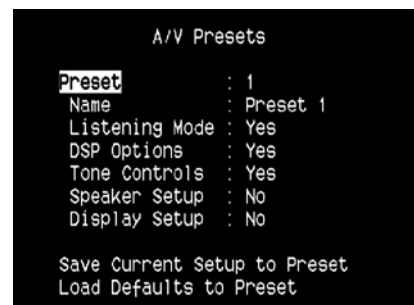 A/V Presets
Preset : 1
Name : Preset 1
Listening Mode : Yes
DSP Options : Yes
Tone Controls : Yes
Speaker Setup : No
Display Setup : No
Save Current Setup to Preset
Load Defaults to Preset